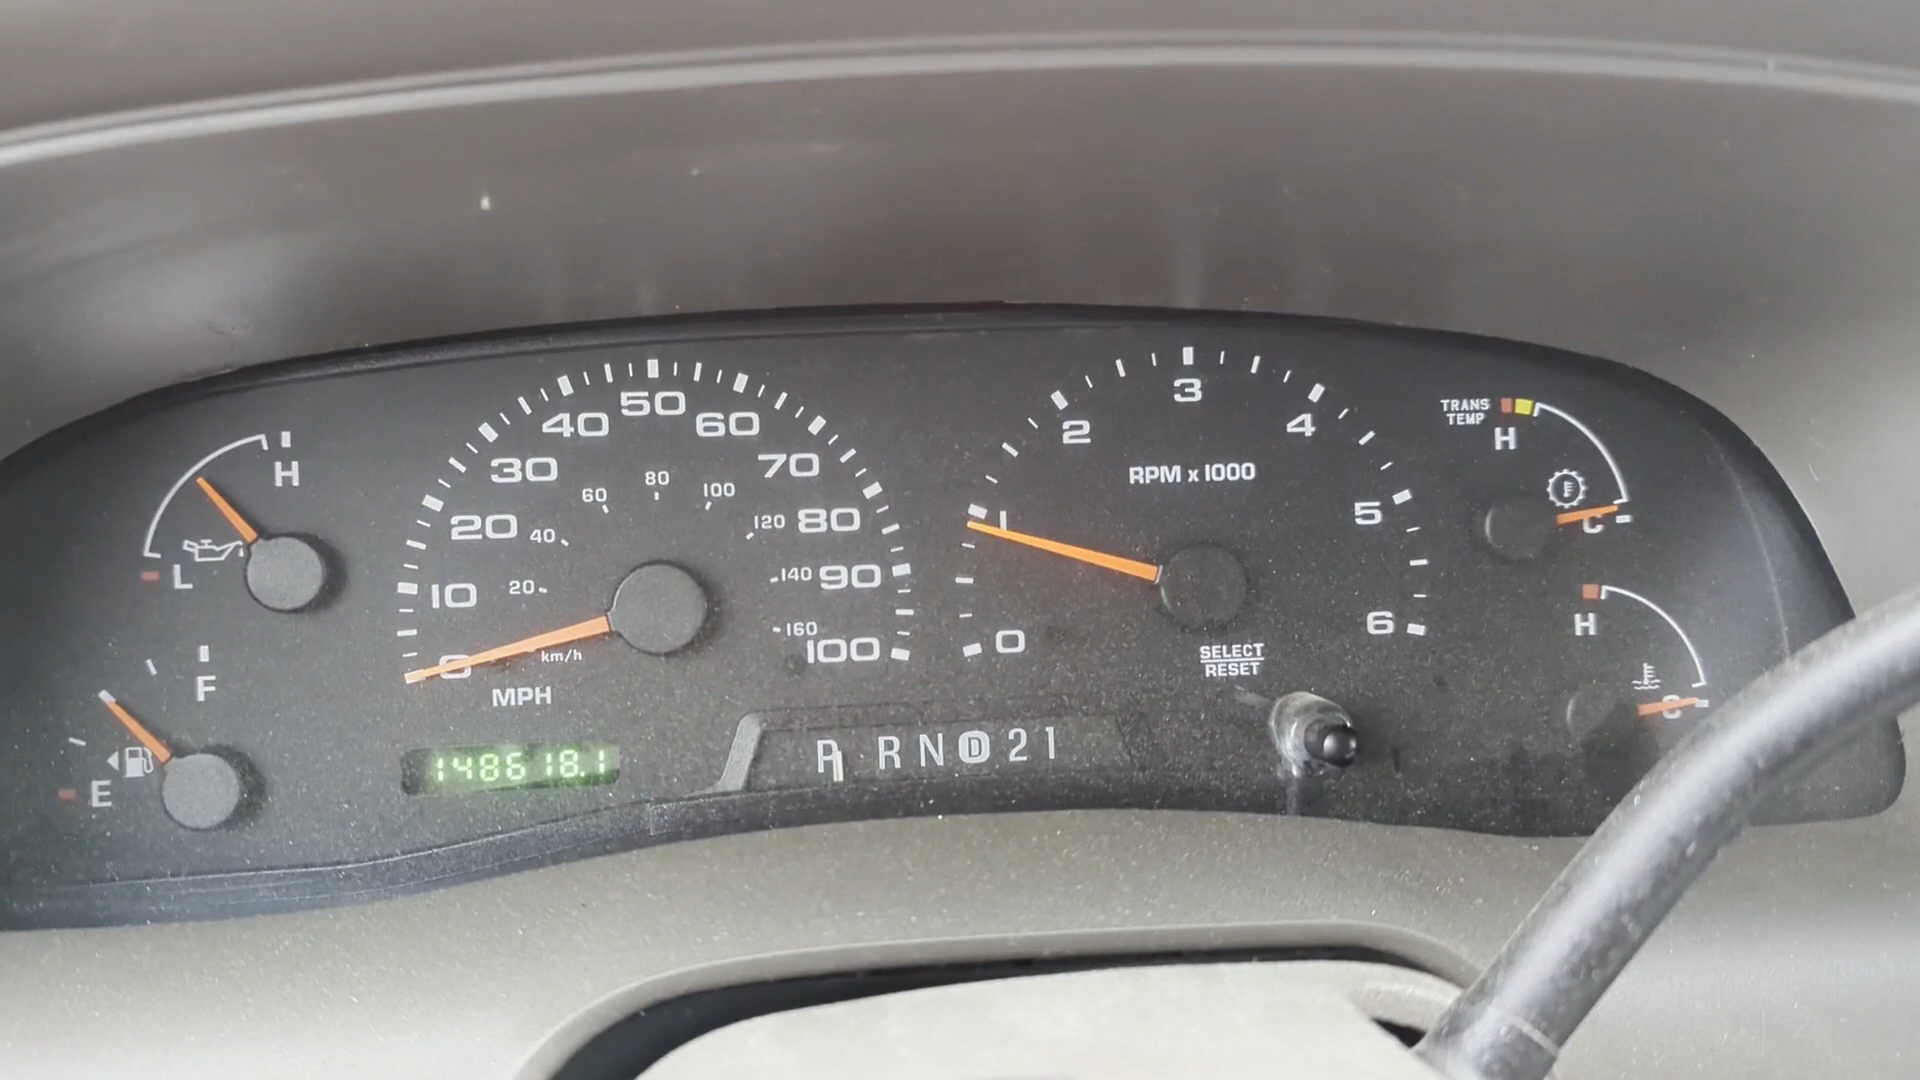 H
L
F
E
0 10 20 30 40 50 60 70 80 90 100
20 40 60 80 100 120 140 160
km/h
MPH
148618.1
P R N D 2 1
0 1 2 3 4 5 6
RPM x 1000
SELECT
RESET
TRANS
TEMP
H
C
H
C